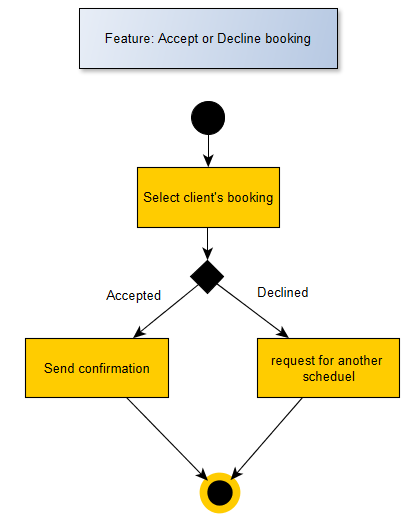 Feature: Accept or Decline booking
Select client's booking
Accepted
Declined
Send confirmation
request for another
scheduel